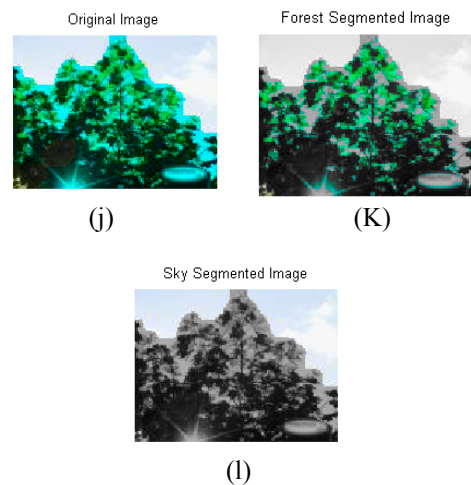 Original Image
Forest Segmented Image
(j)
(K)
Sky Segmented Image
(l)